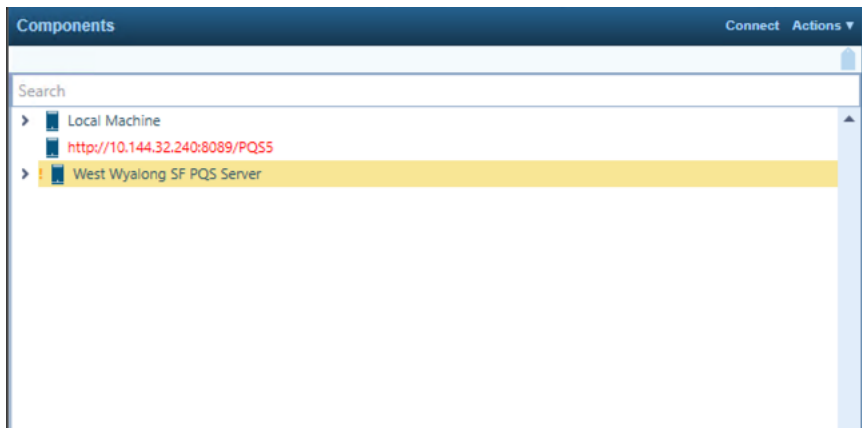 Components Connect Actions ▼
Search
Local Machine
http://10.144.32.240:8089/PQS5
! West Wyalong SF PQS Server